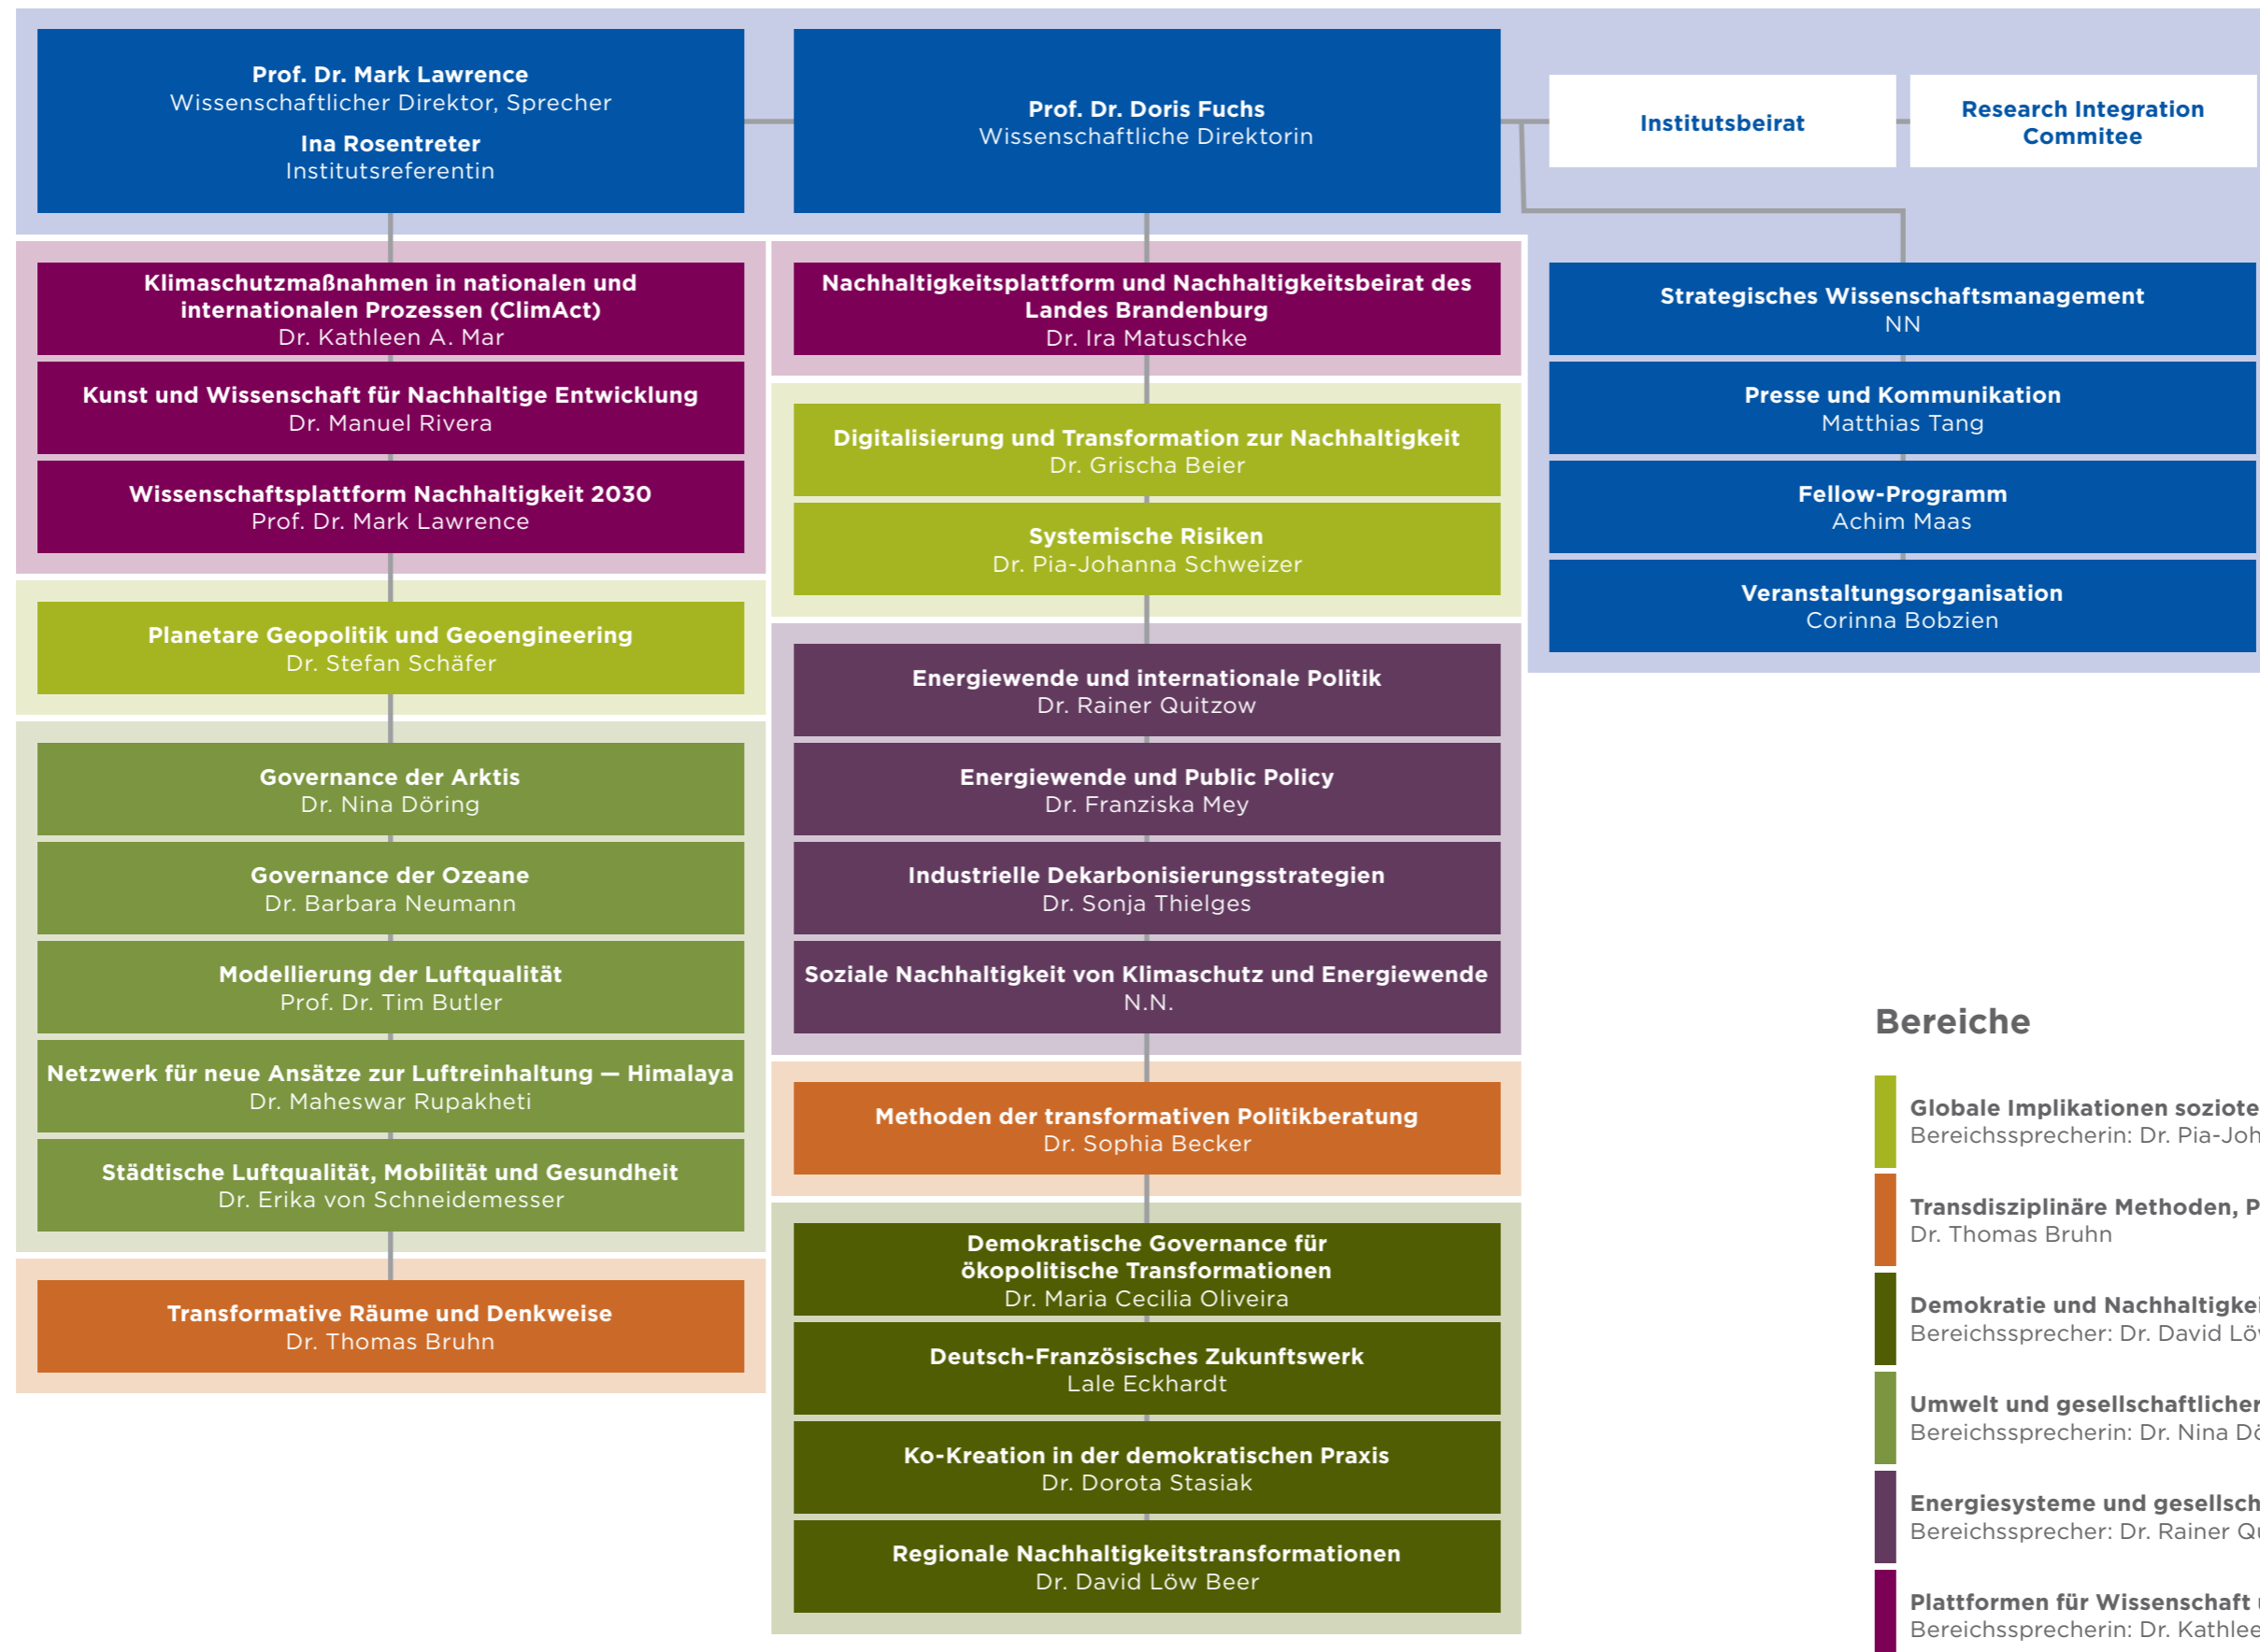 Prof. Dr. Mark Lawrence
Wissenschaftlicher Direktor, Sprecher
Ina Rosentreter
Institutsreferentin
Prof. Dr. Doris Fuchs
Wissenschaftliche Direktorin
Institutsbeirat
Research Integration
Commitee
Klimaschutzmaßnahmen in nationalen und
internationalen Prozessen (ClimAct)
Dr. Kathleen A. Mar
Kunst und Wissenschaft für Nachhaltige Entwicklung
Dr. Manuel Rivera
Wissenschaftsplattform Nachhaltigkeit 2030
Prof. Dr. Mark Lawrence
Planetare Geopolitik und Geoengineering
Dr. Stefan Schäfer
Governance der Arktis
Dr. Nina Döring
Governance der Ozeane
Dr. Barbara Neumann
Modellierung der Luftqualität
Prof. Dr. Tim Butler
Netzwerk für neue Ansätze zur Luftreinhaltung — Himalaya
Dr. Maheswar Rupakheti
Städtische Luftqualität, Mobilität und Gesundheit
Dr. Erika von Schneidemesser
Transformative Räume und Denkweise
Dr. Thomas Bruhn
Nachhaltigkeitsplattform und Nachhaltigkeitsbeirat des
Landes Brandenburg
Dr. Ira Matuschke
Digitalisierung und Transformation zur Nachhaltigkeit
Dr. Grischa Beier
Systemische Risiken
Dr. Pia-Johanna Schweizer
Energiewende und internationale Politik
Dr. Rainer Quitzow
Energiewende und Public Policy
Dr. Franziska Mey
Industrielle Dekarbonisierungsstrategien
Dr. Sonja Thielges
Soziale Nachhaltigkeit von Klimaschutz und Energiewende
N.N.
Methoden der transformativen Politikberatung
Dr. Sophia Becker
Demokratische Governance für
ökopolitische Transformationen
Dr. Maria Cecilia Oliveira
Deutsch-Französisches Zukunftswerk
Lale Eckhardt
Ko-Kreation in der demokratischen Praxis
Dr. Dorota Stasiak
Regionale Nachhaltigkeitstransformationen
Dr. David Löw Beer
Strategisches Wissenschaftsmanagement
NN
Presse und Kommunikation
Matthias Tang
Fellow-Programm
Achim Maas
Veranstaltungsorganisation
Corinna Bobzien
Bereiche
Globale Implikationen soziote
Bereichssprecherin: Dr. Pia-Joh
Transdisziplinäre Methoden, P
Dr. Thomas Bruhn
Demokratie und Nachhaltigkei
Bereichssprecher: Dr. David Löw
Umwelt und gesellschaftlicher
Bereichssprecherin: Dr. Nina Dö
Energiesysteme und gesellsch
Bereichssprecher: Dr. Rainer Qu
Plattformen für Wissenschaft u
Bereichssprecherin: Dr. Kathlee